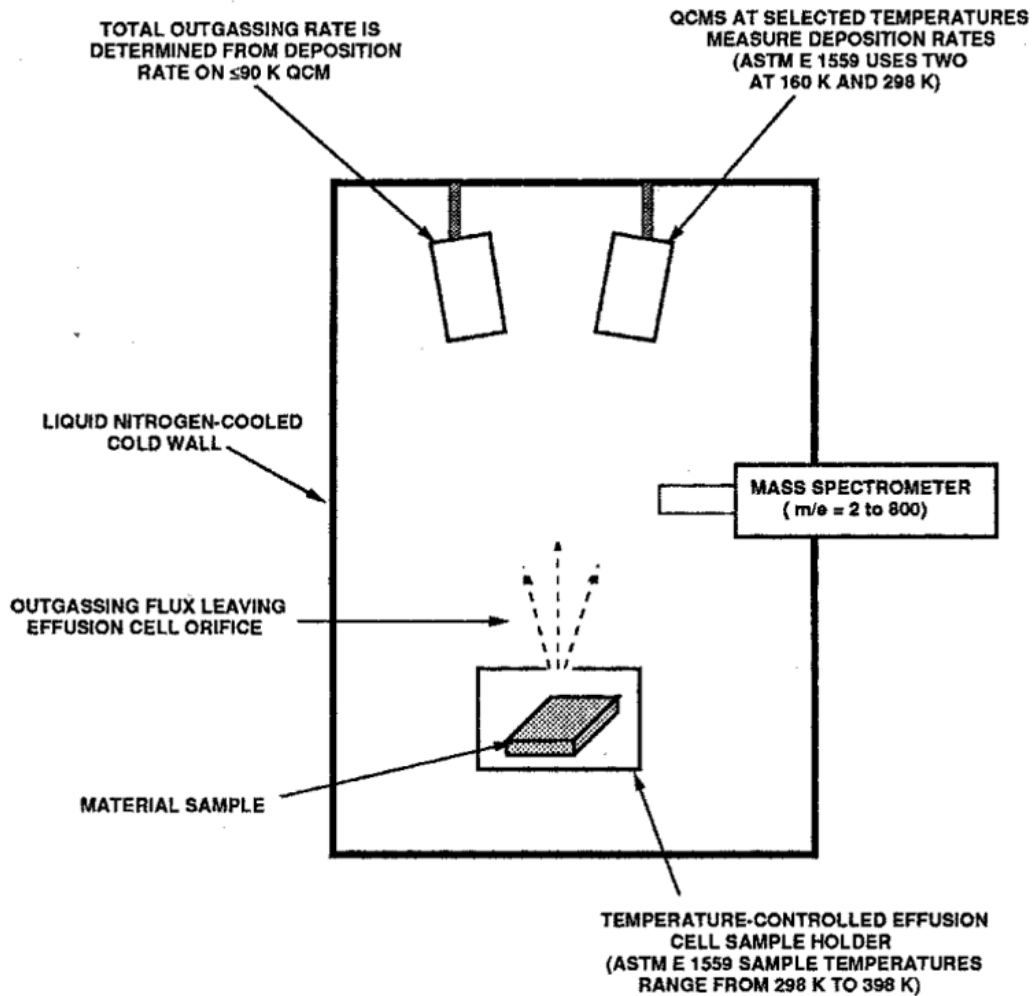 TOTAL OUTGASSING RATE IS
DETERMINED FROM DEPOSITION
RATE ON ≤90 K QCM
QCMS AT SELECTED TEMPERATURES
MEASURE DEPOSITION RATES
(ASTM E 1559 USES TWO
AT 160 K AND 298 K)
LIQUID NITROGEN-COOLED
COLD WALL
MASS SPECTROMETER
( m/e = 2 to 800)
OUTGASSING FLUX LEAVING
EFFUSION CELL ORIFICE
MATERIAL SAMPLE
TEMPERATURE-CONTROLLED EFFUSION
CELL SAMPLE HOLDER
(ASTM E 1559 SAMPLE TEMPERATURES
RANGE FROM 298 K TO 398 K)